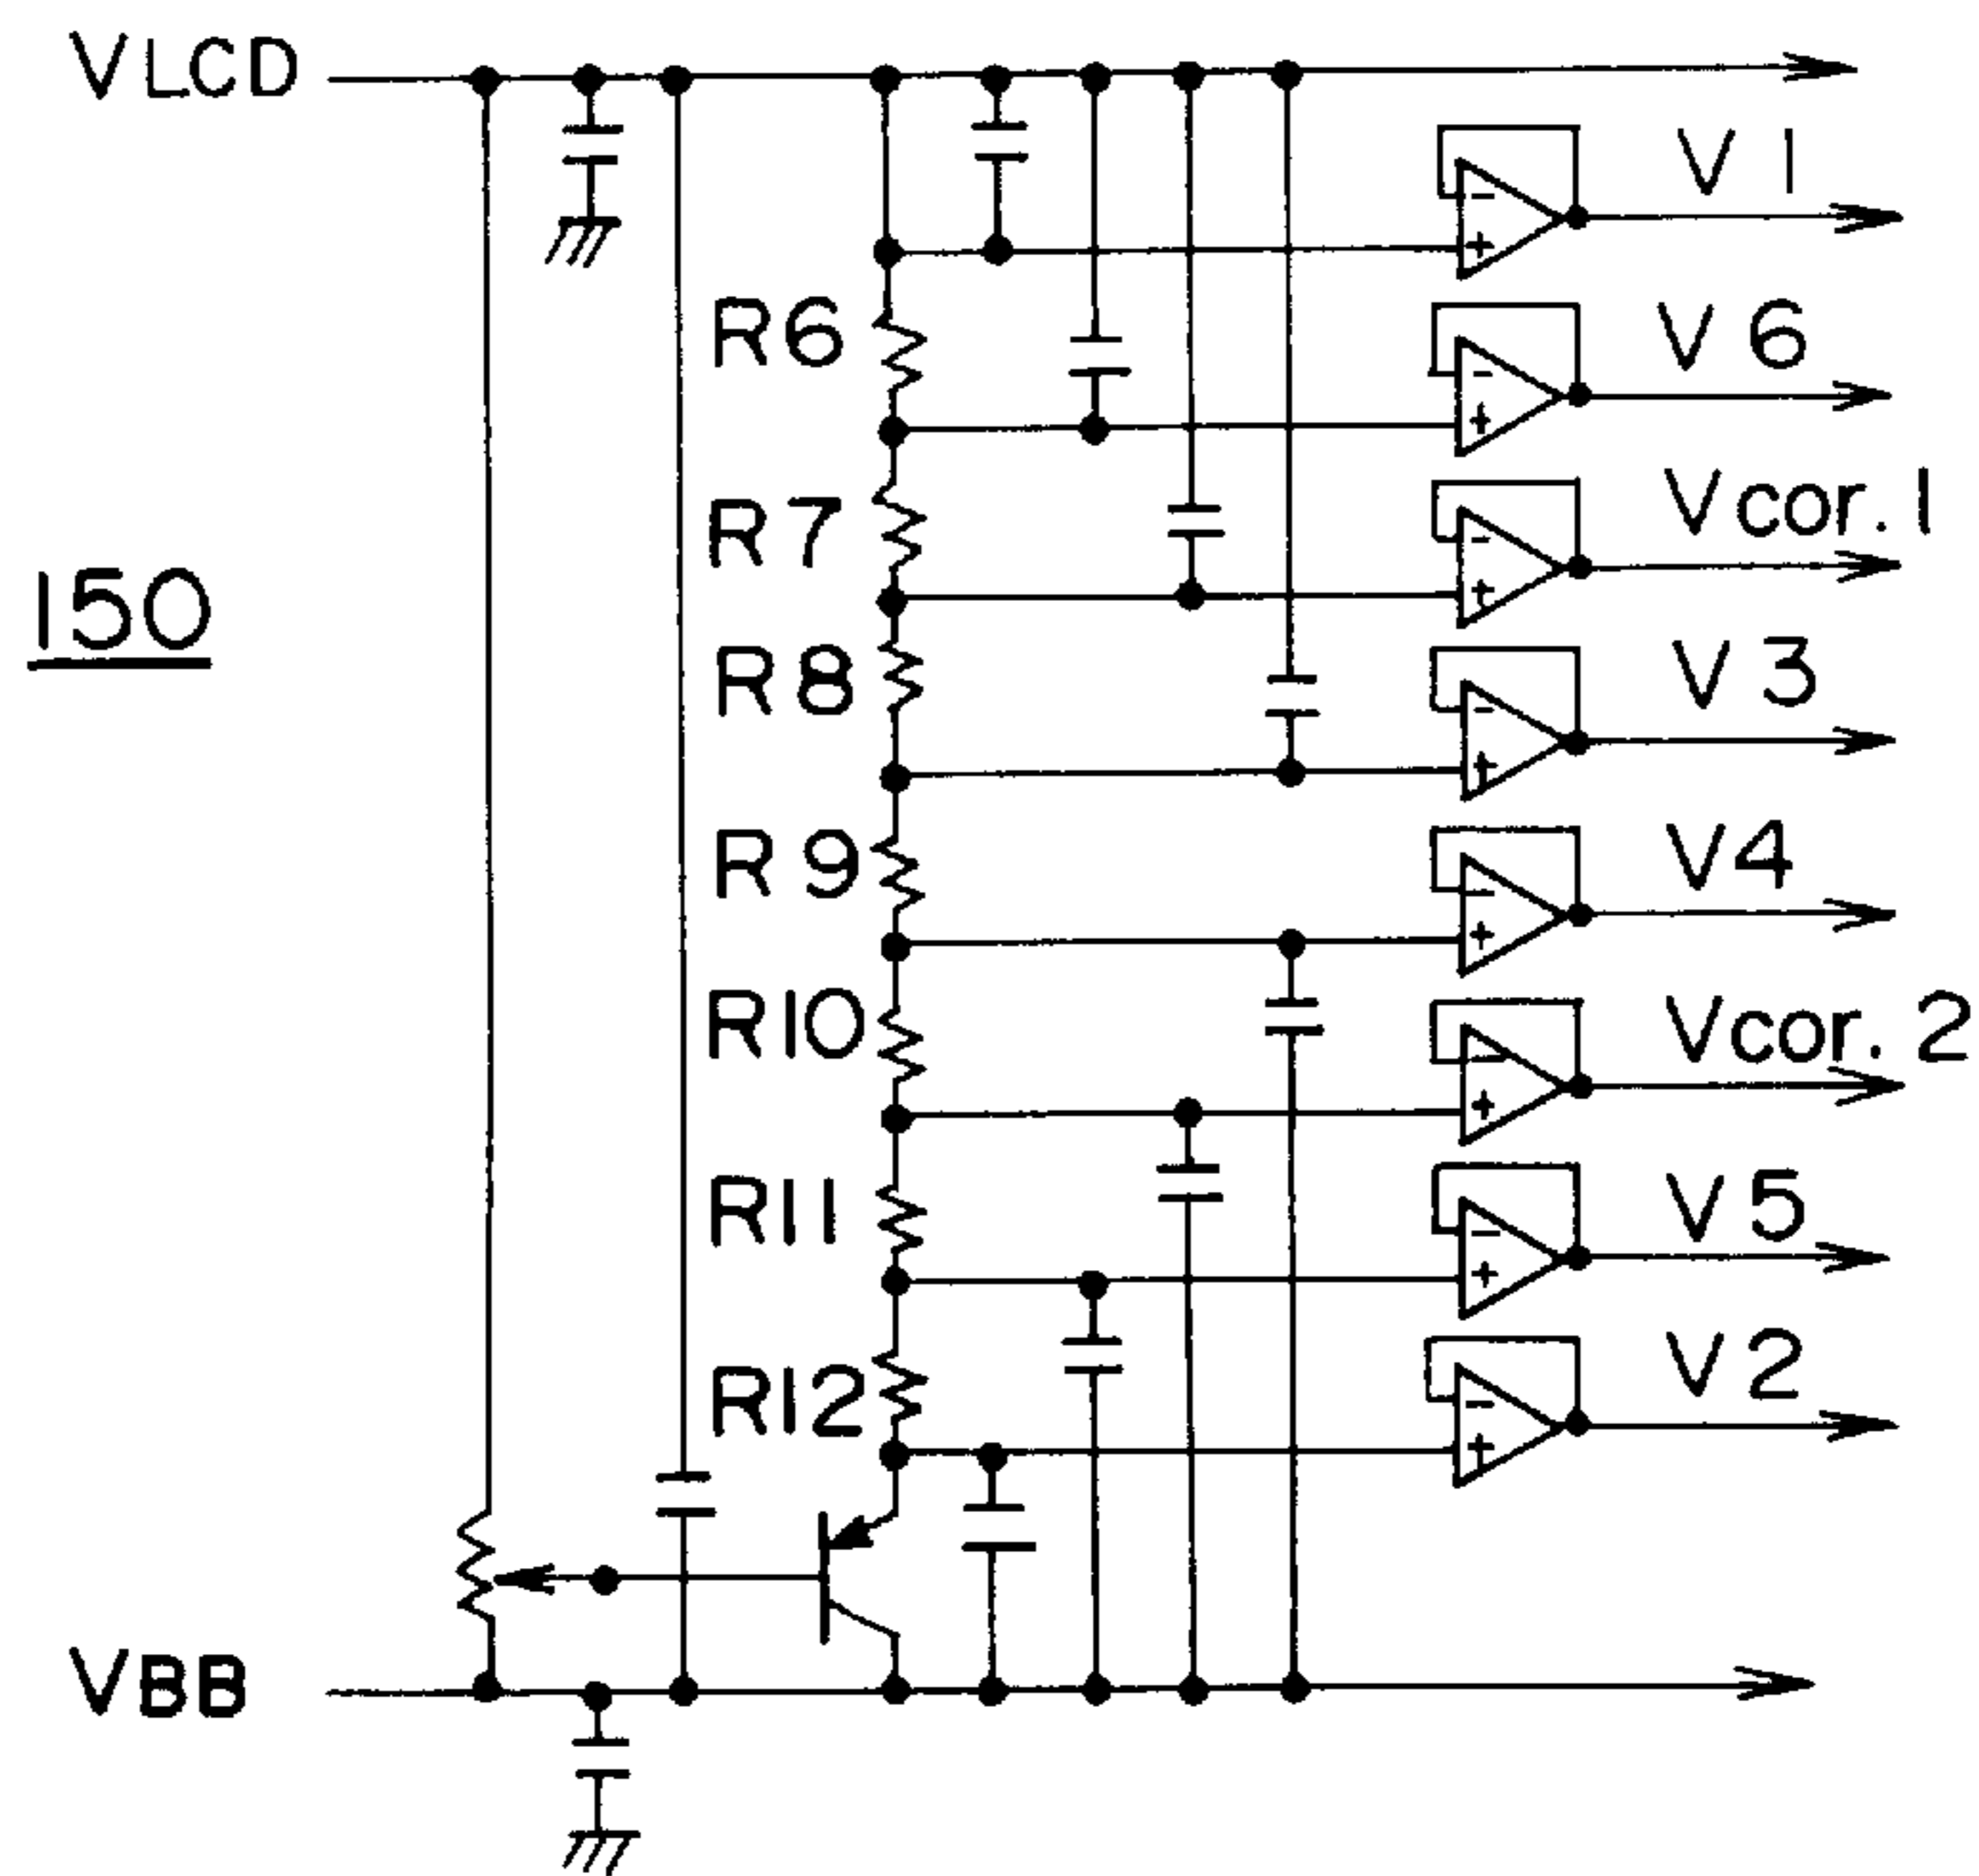 VLCD
V1
R6
V6
R7
Vcor.1
150
R8
V3
R9
V4
R10
Vcor.2
R11
V5
R12
V2
VBB